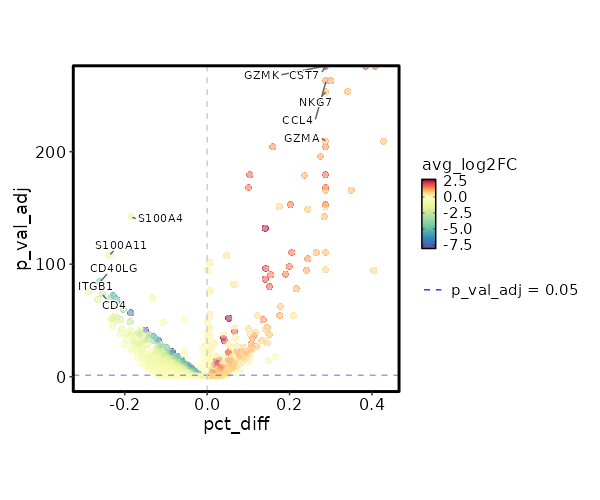 GZMK
CST7
NKG7
CCL4
GZMA
S100A4
S100A11
CD40LG
ITGB1
CD4
200
100
0
-0.2
0.0
0.2
0.4
pct_diff
p_val_adj
avg_log2FC
2.5
0.0
-2.5
-5.0
-7.5
p_val_adj = 0.05